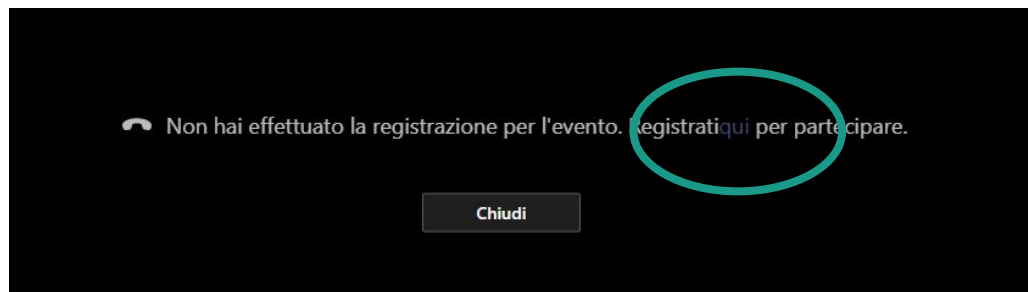 Non hai effettuato la registrazione per l'evento. Registratiqui per partecipare.
Chiudi